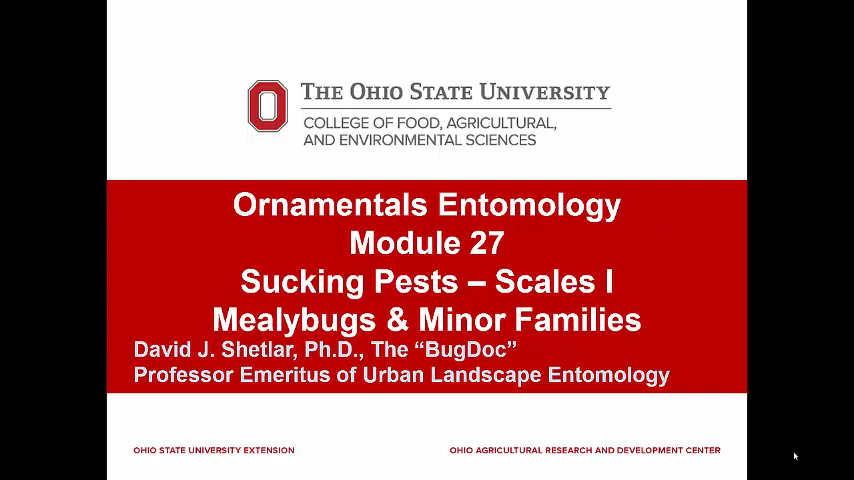 THE OHIO STATE UNIVERSITY
COLLEGE OF FOOD, AGRICULTURAL,
AND ENVIRONMENTAL SCIENCES
Ornamentals Entomology
Module 27
Sucking Pests – Scales I
Mealybugs & Minor Families
David J. Shetlar, Ph.D., The “BugDoc”
Professor Emeritus of Urban Landscape Entomology
OHIO STATE UNIVERSITY EXTENSION
OHIO AGRICULTURAL RESEARCH AND DEVELOPMENT CENTER